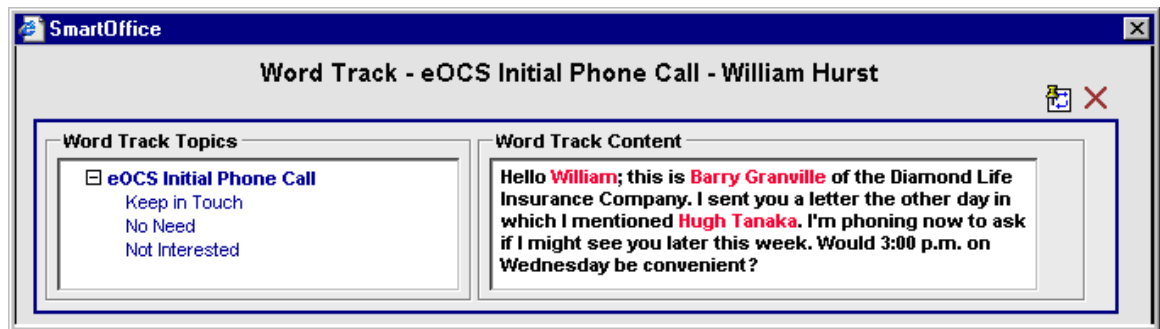 SmartOffice
Word Track - eOCS Initial Phone Call - William Hurst
Word Track Topics
eOCS Initial Phone Call
Keep in Touch
No Need
Not Interested
Word Track Content
Hello William; this is Barry Granville of the Diamond Life
Insurance Company. I sent you a letter the other day in
which I mentioned Hugh Tanaka. I'm phoning now to ask
if I might see you later this week. Would 3:00 p.m. on
Wednesday be convenient?